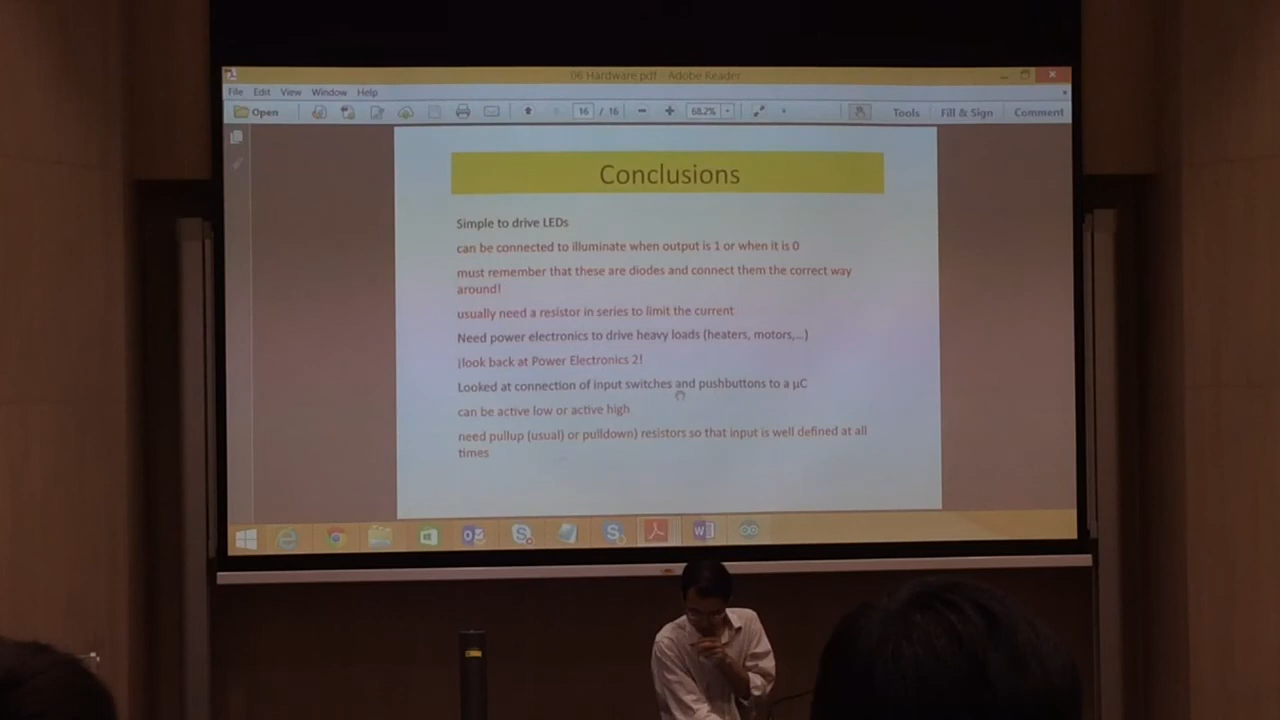 06 Hardware.pdf - Adobe Reader
File Edit View Window Help
Open 16 / 16 68.2% Tools Fill & Sign Comment
Conclusions
Simple to drive LEDs
can be connected to illuminate when output is 1 or when it is 0
must remember that these are diodes and connect them the correct way
around!
usually need a resistor in series to limit the current
Need power electronics to drive heavy loads (heaters, motors,...)
¡look back at Power Electronics 2!
Looked at connection of input switches and pushbuttons to a µC
can be active low or active high
need pullup (usual) or pulldown) resistors so that input is well defined at all
times